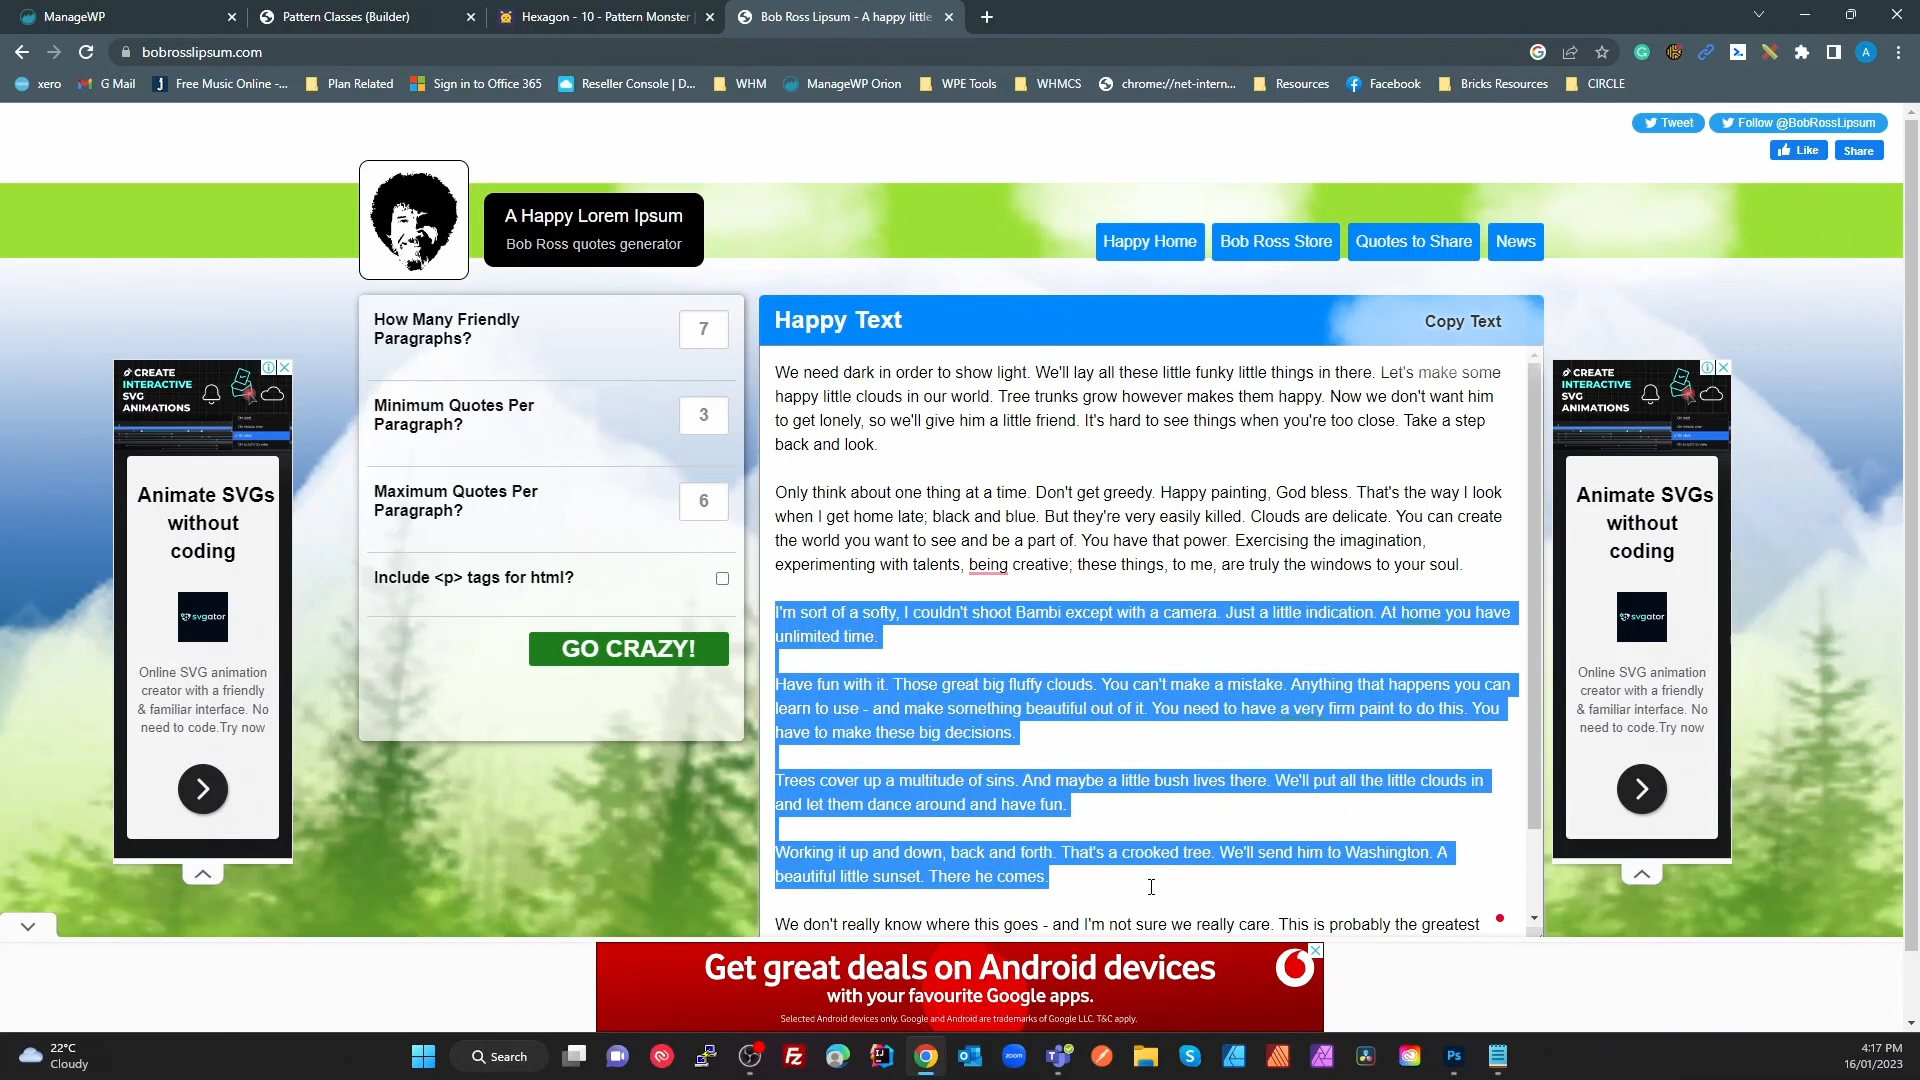 ManageWP
Pattern Classes (Builder)
Hexagon - 10 - Pattern Monster
Bob Ross Lipsum - A happy little
bobrosslipsum.com
xero
G Mail
Free Music Online -...
Plan Related
Sign in to Office 365
Reseller Console | D...
WHM
ManageWP Orion
WPE Tools
WHMCS
chrome://net-intern...
Resources
Facebook
Bricks Resources
CIRCLE
Tweet
Follow @BobRossLipsum
Like
Share
A Happy Lorem Ipsum
Bob Ross quotes generator
Happy Home
Bob Ross Store
Quotes to Share
News
How Many Friendly
Paragraphs?
7
Minimum Quotes Per
Paragraph?
3
Maximum Quotes Per
Paragraph?
6
Include <p> tags for html?
GO CRAZY!
Happy Text
Copy Text
We need dark in order to show light. We'll lay all these little funky little things in there. Let's make some
happy little clouds in our world. Tree trunks grow however makes them happy. Now we don't want him
to get lonely, so we'll give him a little friend. It's hard to see things when you're too close. Take a step
back and look.
Only think about one thing at a time. Don't get greedy. Happy painting, God bless. That's the way I look
when I get home late; black and blue. But they're very easily killed. Clouds are delicate. You can create
the world you want to see and be a part of. You have that power. Exercising the imagination,
experimenting with talents, being creative; these things, to me, are truly the windows to your soul.
I'm sort of a softy, I couldn't shoot Bambi except with a camera. Just a little indication. At home you have
unlimited time.
Have fun with it. Those great big fluffy clouds. You can't make a mistake. Anything that happens you can
learn to use - and make something beautiful out of it. You need to have a very firm paint to do this. You
have to make these big decisions.
Trees cover up a multitude of sins. And maybe a little bush lives there. We'll put all the little clouds in
and let them dance around and have fun.
Working it up and down, back and forth. That's a crooked tree. We'll send him to Washington. A
beautiful little sunset. There he comes.
We don't really know where this goes - and I'm not sure we really care. This is probably the greatest
CREATE
INTERACTIVE
SVG
ANIMATIONS
Animate SVGs
without
coding
svgator
Online SVG animation
creator with a friendly
& familiar interface. No
need to code.Try now
CREATE
INTERACTIVE
SVG
ANIMATIONS
Animate SVGs
without
coding
svgator
Online SVG animation
creator with a friendly
& familiar interface. No
need to code.Try now
Get great deals on Android devices
with your favourite Google apps.
Selected Android devices only. Google and Android are trademarks of Google LLC. T&C apply.
22°C
Cloudy
Search
zoom
Ps
4:17 PM
16/01/2023